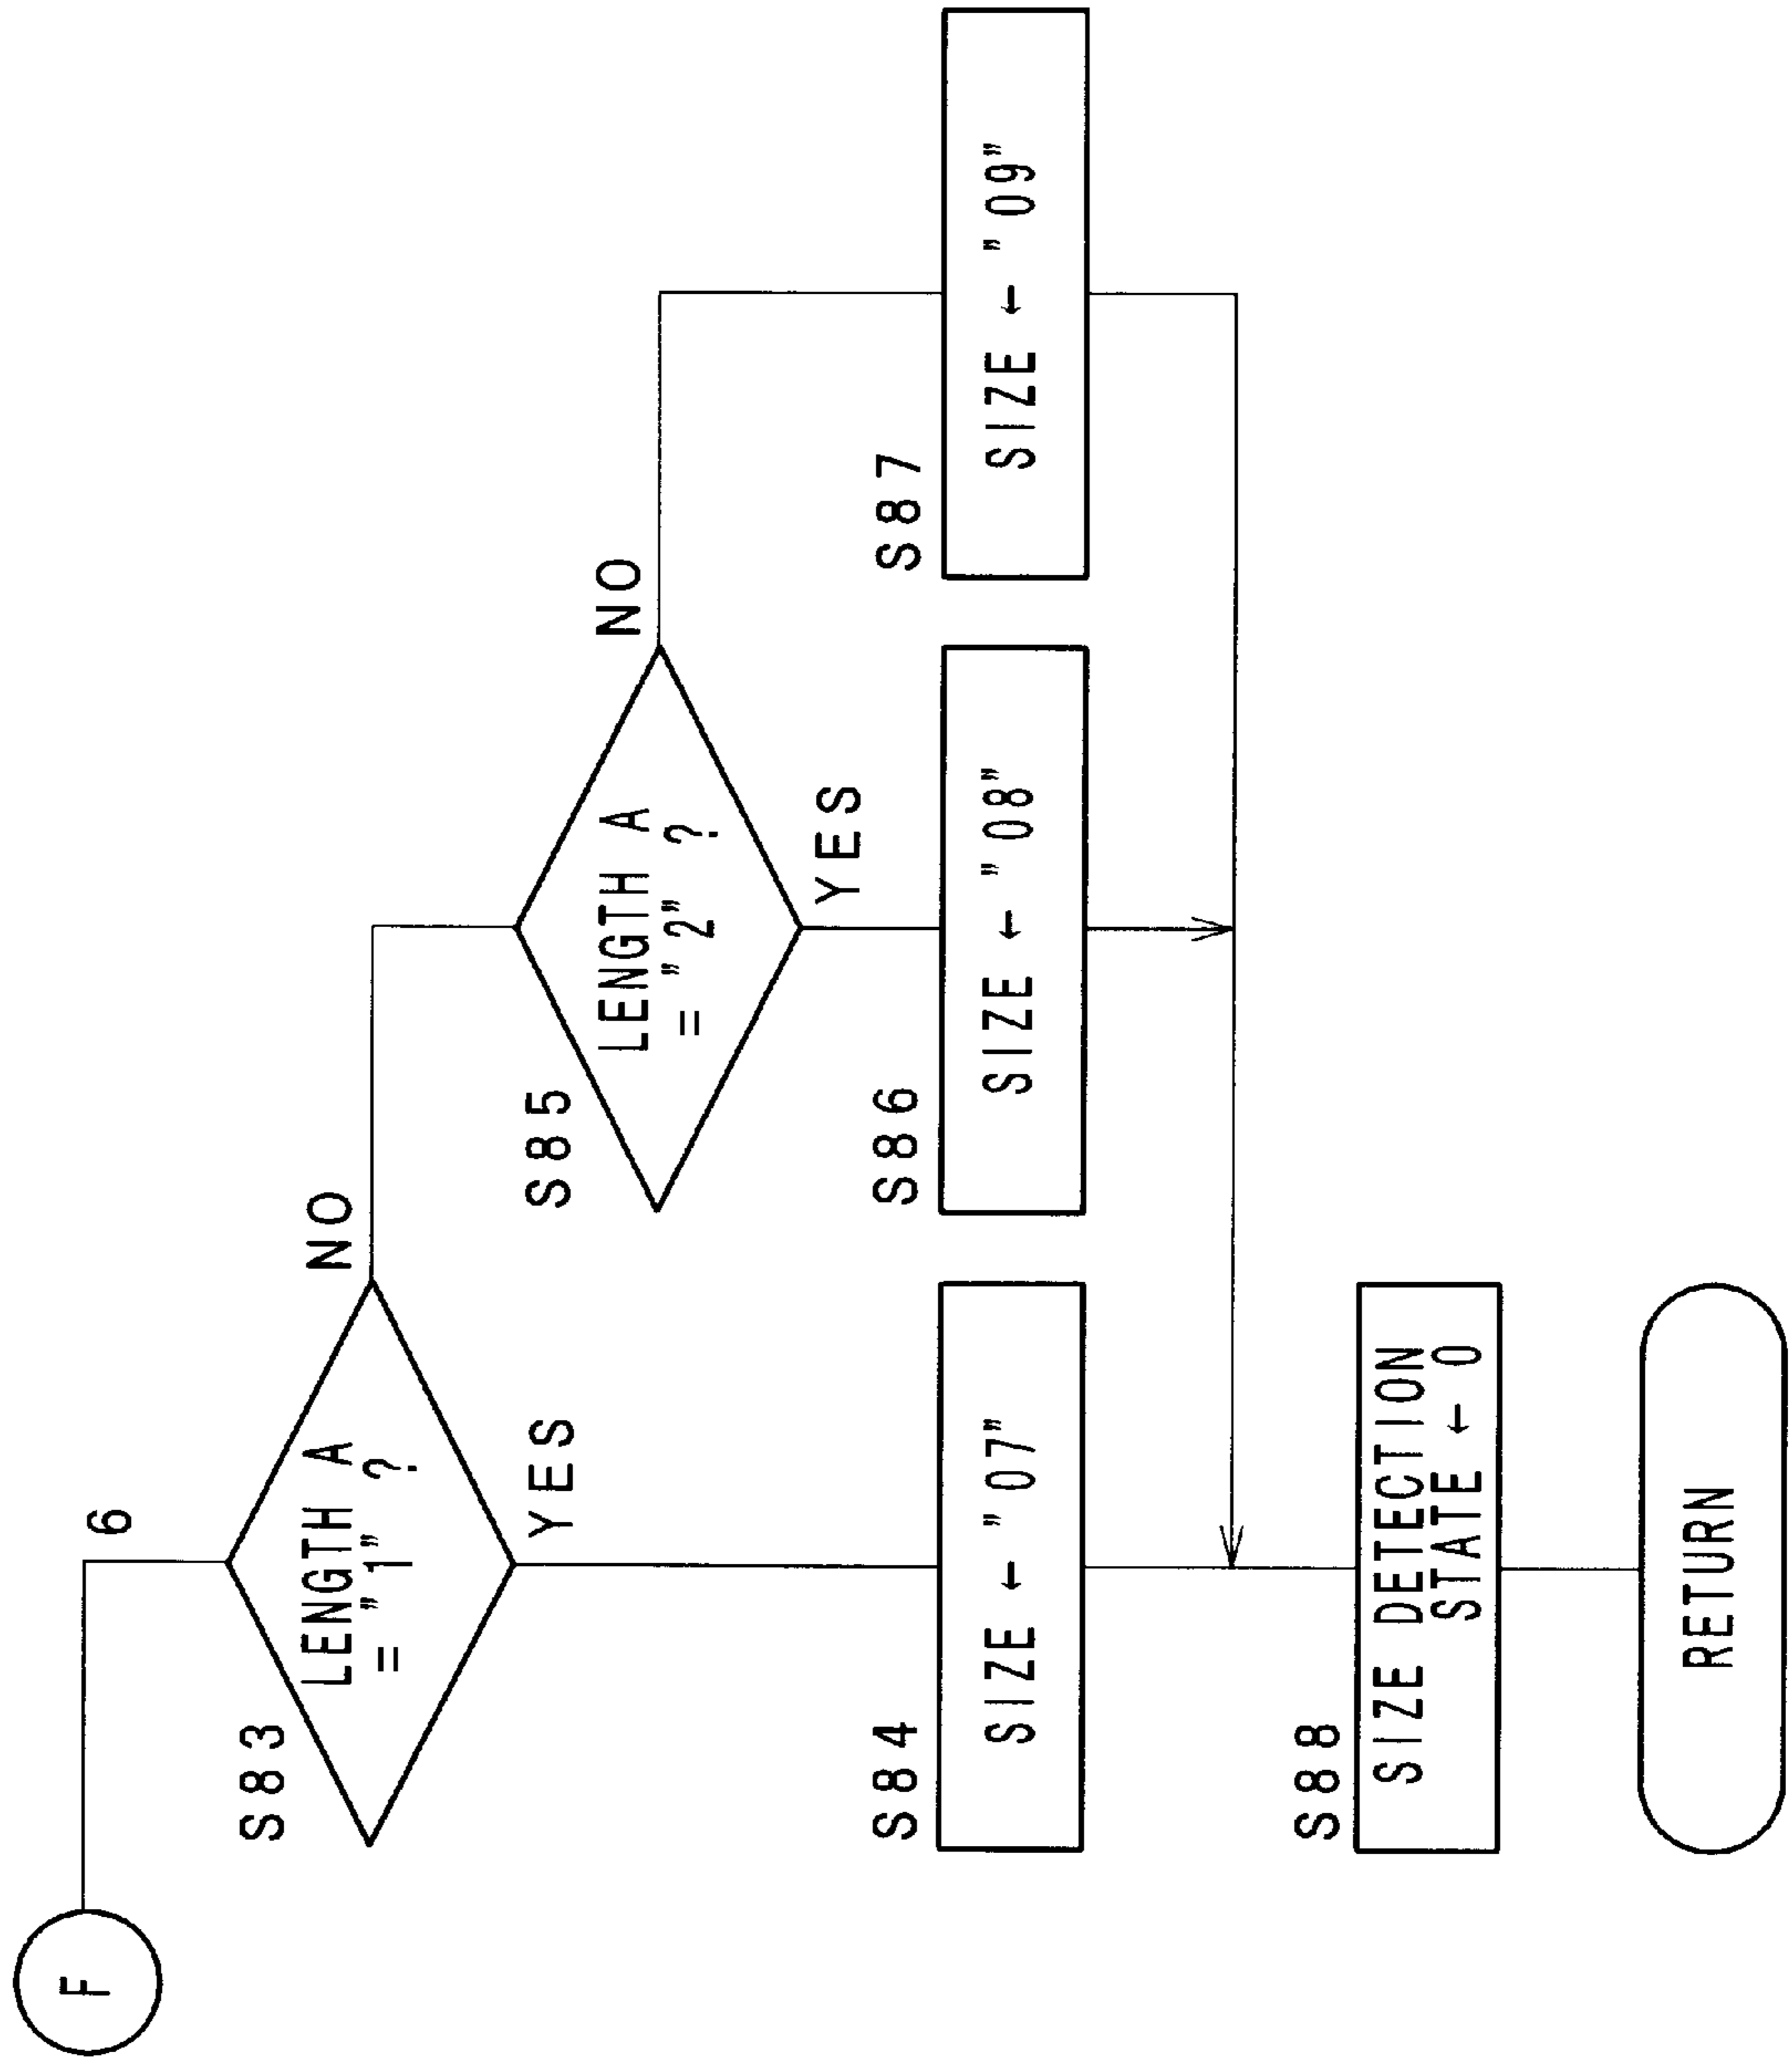 F
6
S83
LENGTH A
= "1" ?
NO
YES
S85
LENGTH A
= "2" ?
NO
YES
S84
SIZE ← "07"
S86
SIZE ← "08"
S87
SIZE ← "09"
S88
SIZE DETECTION
STATE ← 0
RETURN